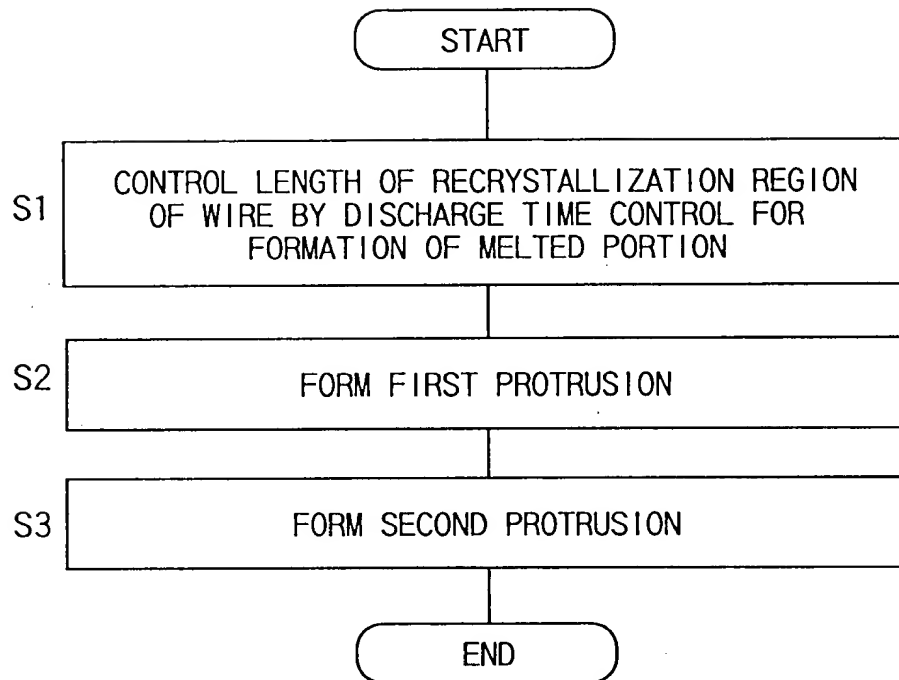 START
S1
CONTROL LENGTH OF RECRYSTALLIZATION REGION
OF WIRE BY DISCHARGE TIME CONTROL FOR
FORMATION OF MELTED PORTION
S2
FORM FIRST PROTRUSION
S3
FORM SECOND PROTRUSION
END